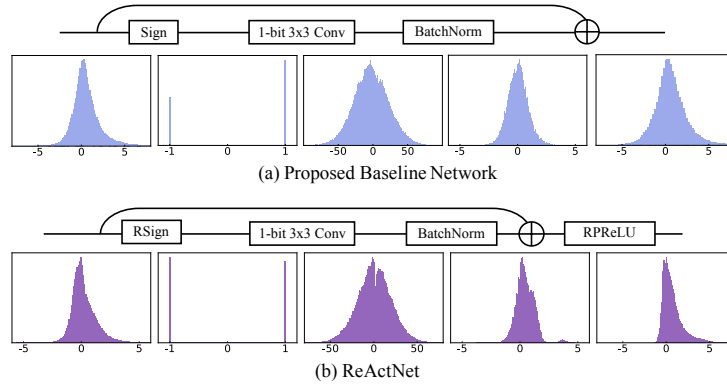 Sign 1-bit 3x3 Conv BatchNorm
-5 0 5 -1 0 1 -50 0 50 -5 0 5 -5 0 5
(a) Proposed Baseline Network
RSign 1-bit 3x3 Conv BatchNorm RPReLU
-5 0 5 -1 0 1 -50 0 50 -5 0 5 -5 0 5
(b) ReActNet